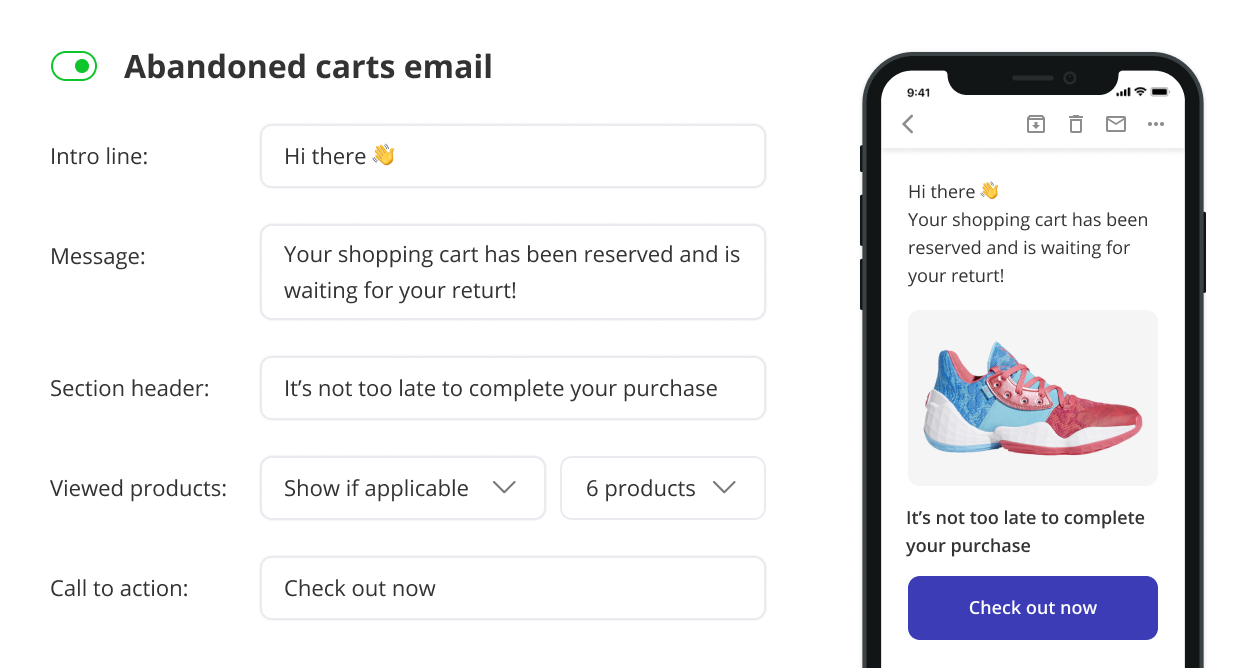 Abandoned carts email
Intro line:
Hi there 👋
Message:
Your shopping cart has been reserved and is
waiting for your returt!
Section header:
It’s not too late to complete your purchase
Viewed products:
Show if applicable
6 products
Call to action:
Check out now
9:41
Hi there 👋
Your shopping cart has been
reserved and is waiting for
your returt!
It’s not too late to complete
your purchase
Check out now